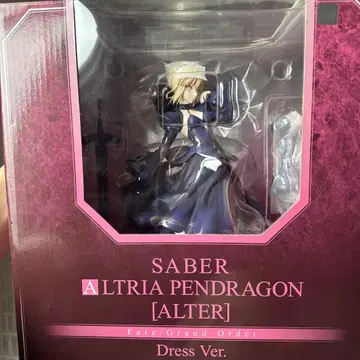 SABER
ALTRIA PENDRAGON
[ALTER]
Fate/Grand Order
Dress Ver.